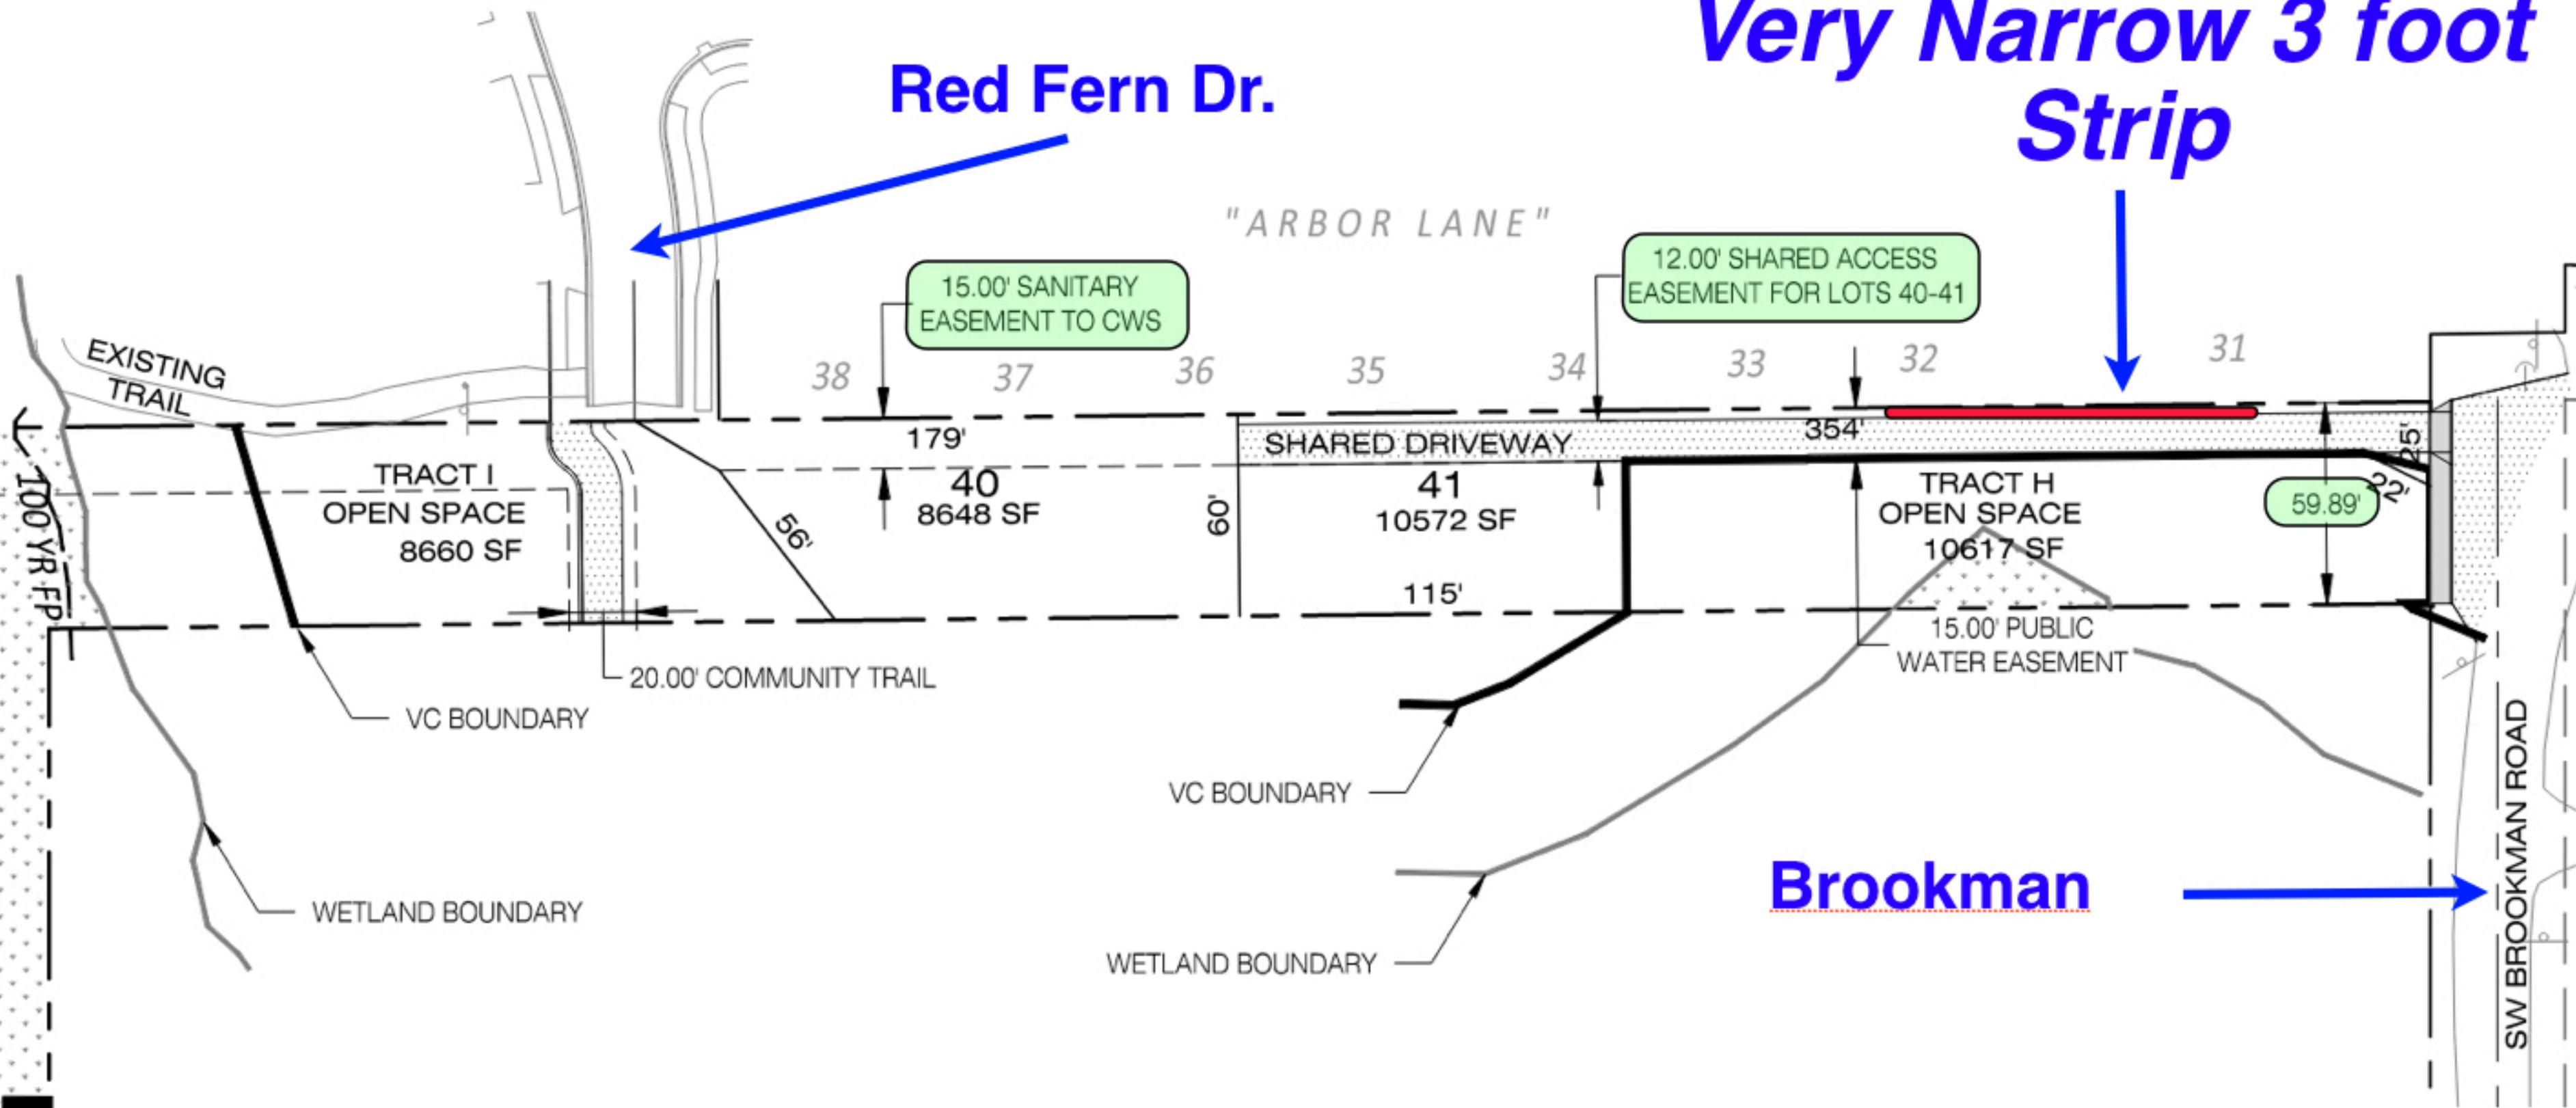 Very Narrow 3 foot
Strip
Red Fern Dr.
"ARBOR LANE"
15.00' SANITARY
EASEMENT TO CWS
12.00' SHARED ACCESS
EASEMENT FOR LOTS 40-41
EXISTING
TRAIL
38
37
36
35
34
33
32
31
179'
SHARED DRIVEWAY
354'
25'
22'
TRACT I
OPEN SPACE
8660 SF
40
8648 SF
56'
60'
41
10572 SF
115'
TRACT H
OPEN SPACE
10617 SF
59.89'
100 YR FP
15.00' PUBLIC
WATER EASEMENT
20.00' COMMUNITY TRAIL
VC BOUNDARY
VC BOUNDARY
WETLAND BOUNDARY
WETLAND BOUNDARY
Brookman
SW BROOKMAN ROAD